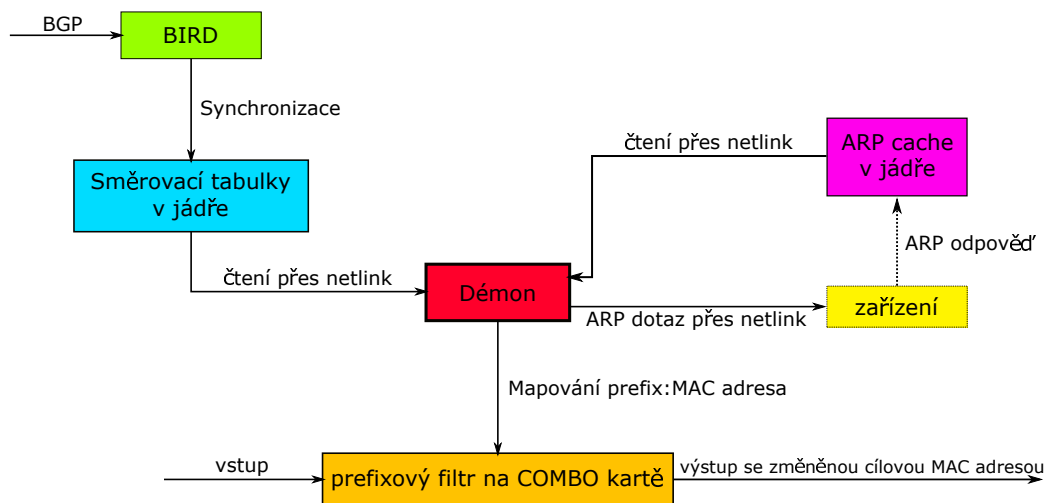 BGP
BIRD
Synchronizace
Směrovací tabulky
v jádře
čtení přes netlink
ARP cache
v jádře
čtení přes netlink
ARP odpověď
Démon
zařízení
ARP dotaz přes netlink
Mapování prefix:MAC adresa
vstup
prefixový filtr na COMBO kartě
výstup se změněnou cílovou MAC adresou